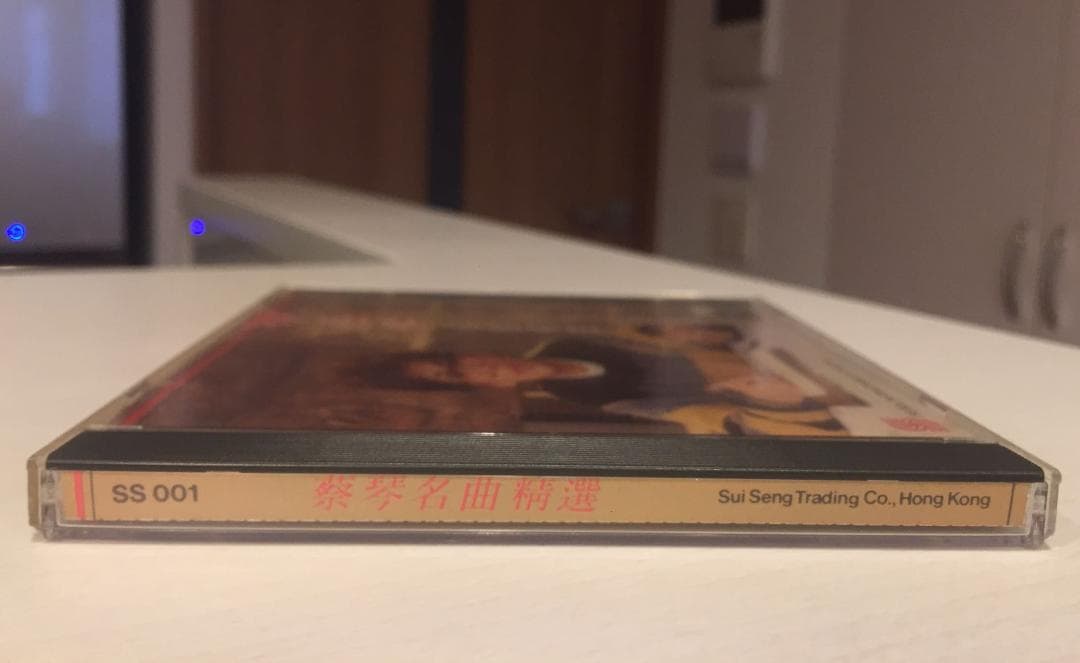 SS 001
蔡琴名曲精選
Sui Seng Trading Co., Hong Kong